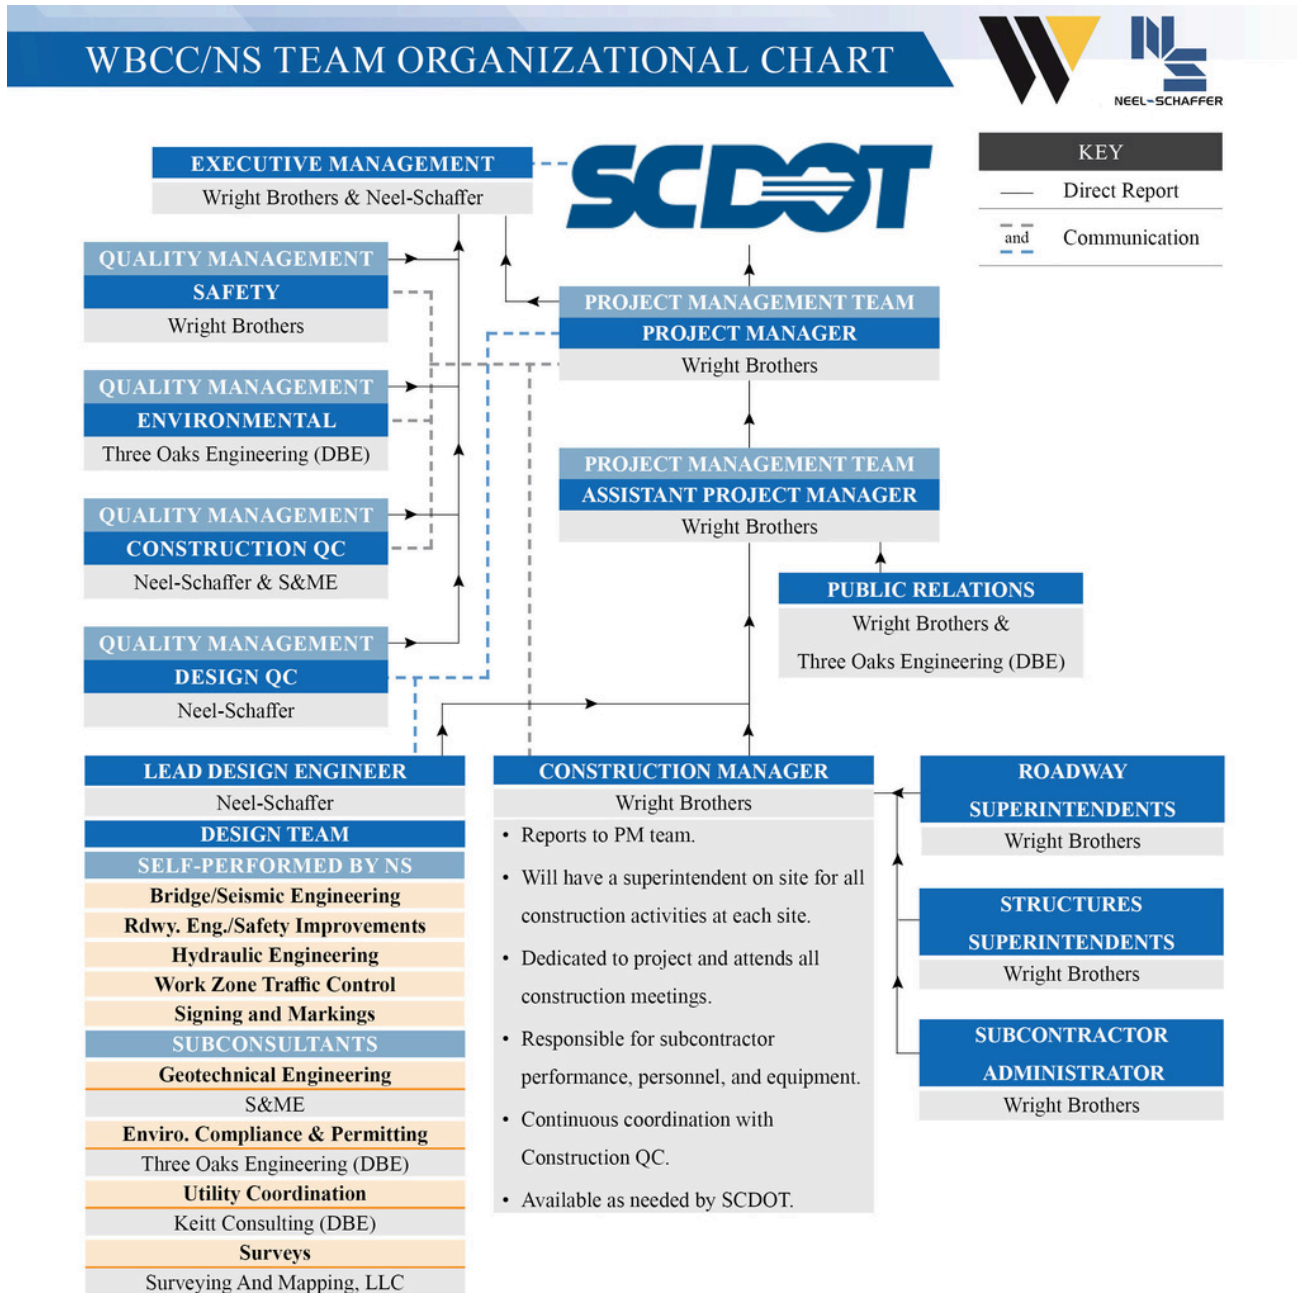 WBCC/NS TEAM ORGANIZATIONAL CHART
NS
NEEL-SCHAFFER
EXECUTIVE MANAGEMENT
Wright Brothers & Neel-Schaffer
SCDOT
KEY
Direct Report
and
Communication
QUALITY MANAGEMENT
SAFETY
Wright Brothers
QUALITY MANAGEMENT
ENVIRONMENTAL
Three Oaks Engineering (DBE)
QUALITY MANAGEMENT
CONSTRUCTION QC
Neel-Schaffer & S&ME
QUALITY MANAGEMENT
DESIGN QC
Neel-Schaffer
PROJECT MANAGEMENT TEAM
PROJECT MANAGER
Wright Brothers
PROJECT MANAGEMENT TEAM
ASSISTANT PROJECT MANAGER
Wright Brothers
PUBLIC RELATIONS
Wright Brothers &
Three Oaks Engineering (DBE)
LEAD DESIGN ENGINEER
Neel-Schaffer
DESIGN TEAM
SELF-PERFORMED BY NS
Bridge/Seismic Engineering
Rdwy. Eng./Safety Improvements
Hydraulic Engineering
Work Zone Traffic Control
Signing and Markings
SUBCONSULTANTS
Geotechnical Engineering
S&ME
Enviro. Compliance & Permitting
Three Oaks Engineering (DBE)
Utility Coordination
Keitt Consulting (DBE)
Surveys
Surveying And Mapping, LLC
CONSTRUCTION MANAGER
Wright Brothers
• Reports to PM team.
• Will have a superintendent on site for all
construction activities at each site.
• Dedicated to project and attends all
construction meetings.
• Responsible for subcontractor
performance, personnel, and equipment.
• Continuous coordination with
Construction QC.
• Available as needed by SCDOT.
ROADWAY
SUPERINTENDENTS
Wright Brothers
STRUCTURES
SUPERINTENDENTS
Wright Brothers
SUBCONTRACTOR
ADMINISTRATOR
Wright Brothers